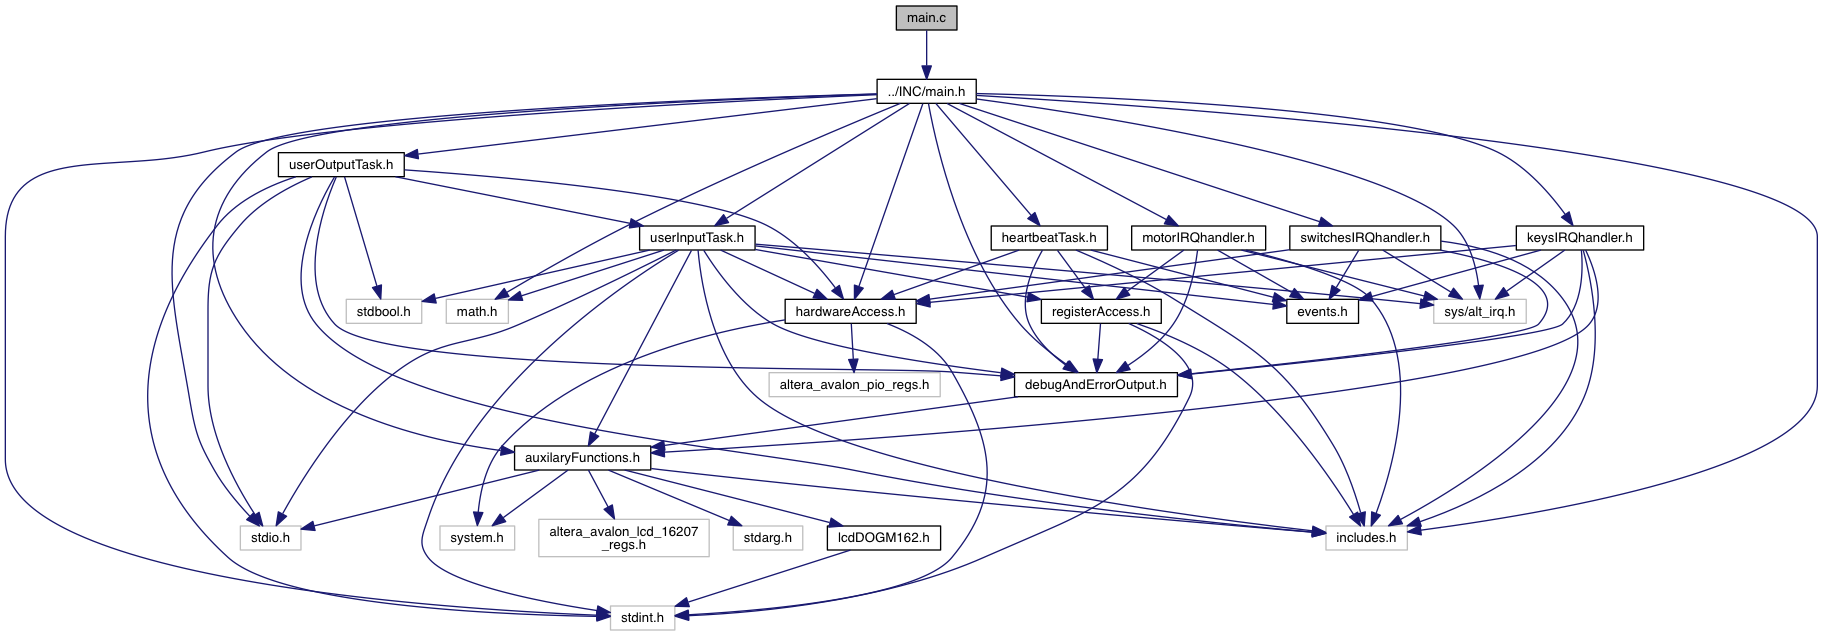 main.c
../INC/main.h
userOutputTask.h
userInputTask.h
heartbeatTask.h
motorIRQhandler.h
switchesIRQhandler.h
keysIRQhandler.h
stdbool.h
math.h
hardwareAccess.h
registerAccess.h
events.h
sys/alt_irq.h
altera_avalon_pio_regs.h
debugAndErrorOutput.h
auxilaryFunctions.h
stdio.h
system.h
altera_avalon_lcd_16207
_regs.h
stdarg.h
lcdDOGM162.h
includes.h
stdint.h